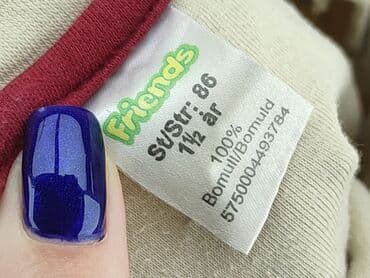 Friends
St/Str: 86
1½ år
100%
Bomull/Bomuld
5750004493784